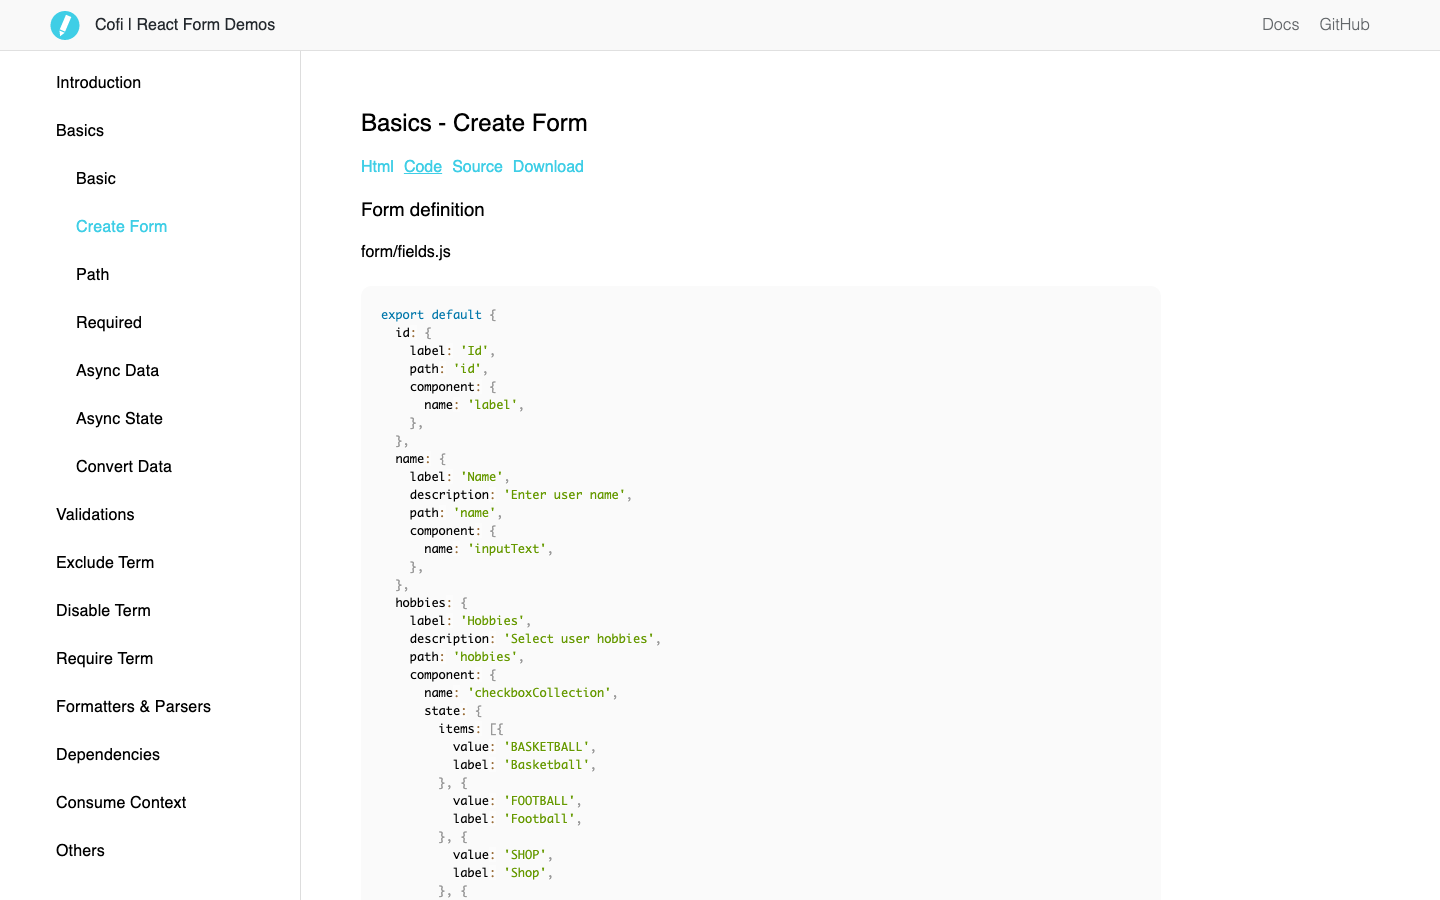 Cofi | React Form Demos
Docs GitHub
Introduction
Basics
Basic
Create Form
Path
Required
Async Data
Async State
Convert Data
Validations
Exclude Term
Disable Term
Require Term
Formatters & Parsers
Dependencies
Consume Context
Others
Basics - Create Form
Html Code Source Download
Form definition
form/fields.js
export default {
  id: {
    label: 'Id',
    path: 'id',
    component: {
      name: 'label',
    },
  },
  name: {
    label: 'Name',
    description: 'Enter user name',
    path: 'name',
    component: {
      name: 'inputText',
    },
  },
  hobbies: {
    label: 'Hobbies',
    description: 'Select user hobbies',
    path: 'hobbies',
    component: {
      name: 'checkboxCollection',
      state: {
        items: [{
          value: 'BASKETBALL',
          label: 'Basketball',
        }, {
          value: 'FOOTBALL',
          label: 'Football',
        }, {
          value: 'SHOP',
          label: 'Shop',
        }, {